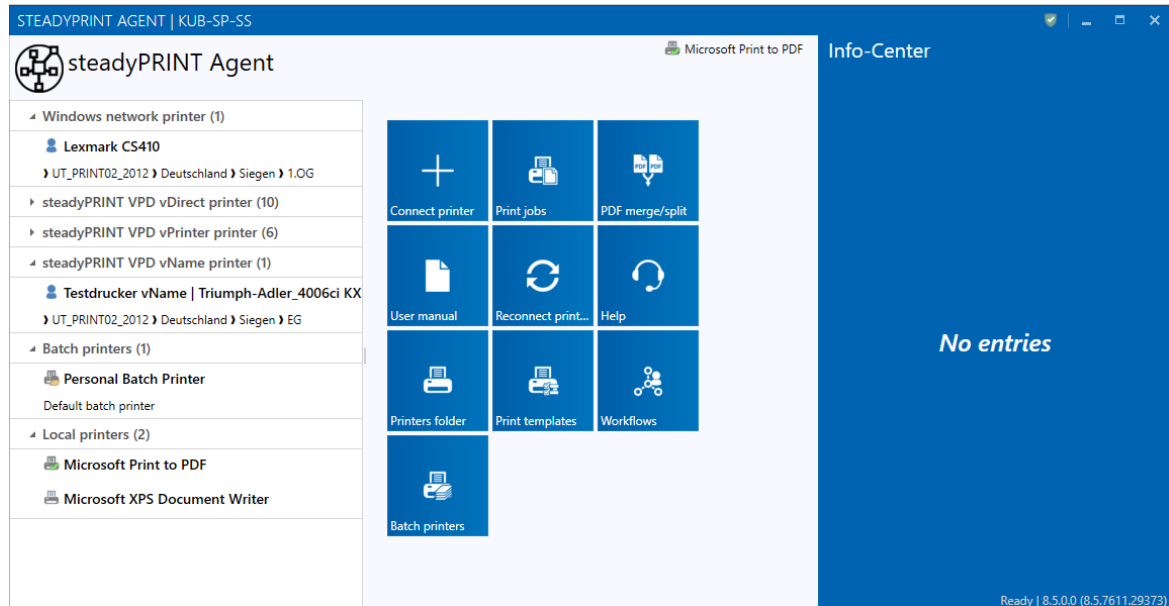 STEADYPRINT AGENT | KUB-SP-SS
steadyPRINT Agent
Microsoft Print to PDF
Windows network printer (1)
Lexmark CS410
❱ UT_PRINT02_2012 ❱ Deutschland ❱ Siegen ❱ 1.OG
steadyPRINT VPD vDirect printer (10)
steadyPRINT VPD vPrinter printer (6)
steadyPRINT VPD vName printer (1)
Testdrucker vName | Triumph-Adler_4006ci KX
❱ UT_PRINT02_2012 ❱ Deutschland ❱ Siegen ❱ EG
Batch printers (1)
Personal Batch Printer
Default batch printer
Local printers (2)
Microsoft Print to PDF
Microsoft XPS Document Writer
Connect printer
Print jobs
PDF PDF
PDF merge/split
User manual
Reconnect print...
Help
Printers folder
Print templates
Workflows
Batch printers
Info-Center
No entries
Ready | 8.5.0.0 (8.5.7611.29373)